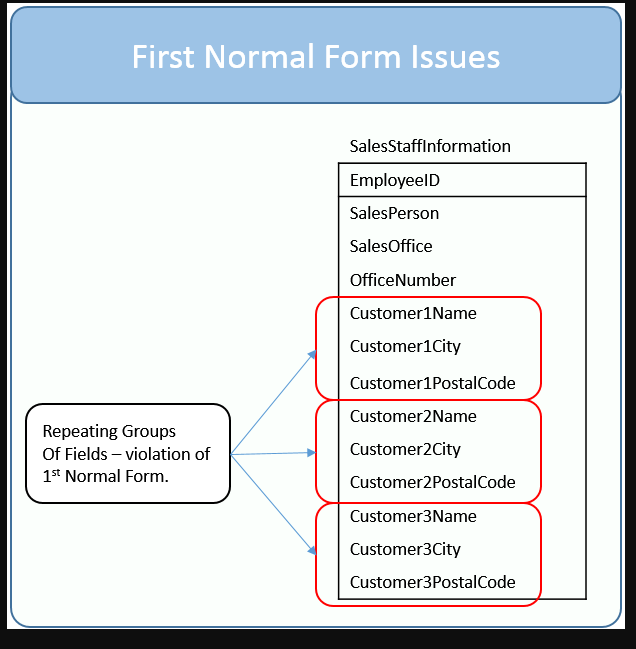 First Normal Form Issues
SalesStaffInformation
EmployeeID
SalesPerson
SalesOffice
OfficeNumber
Customer1Name
Customer1City
Customer1PostalCode
Customer2Name
Customer2City
Customer2PostalCode
Customer3Name
Customer3City
Customer3PostalCode
Repeating Groups
Of Fields – violation of
1st Normal Form.